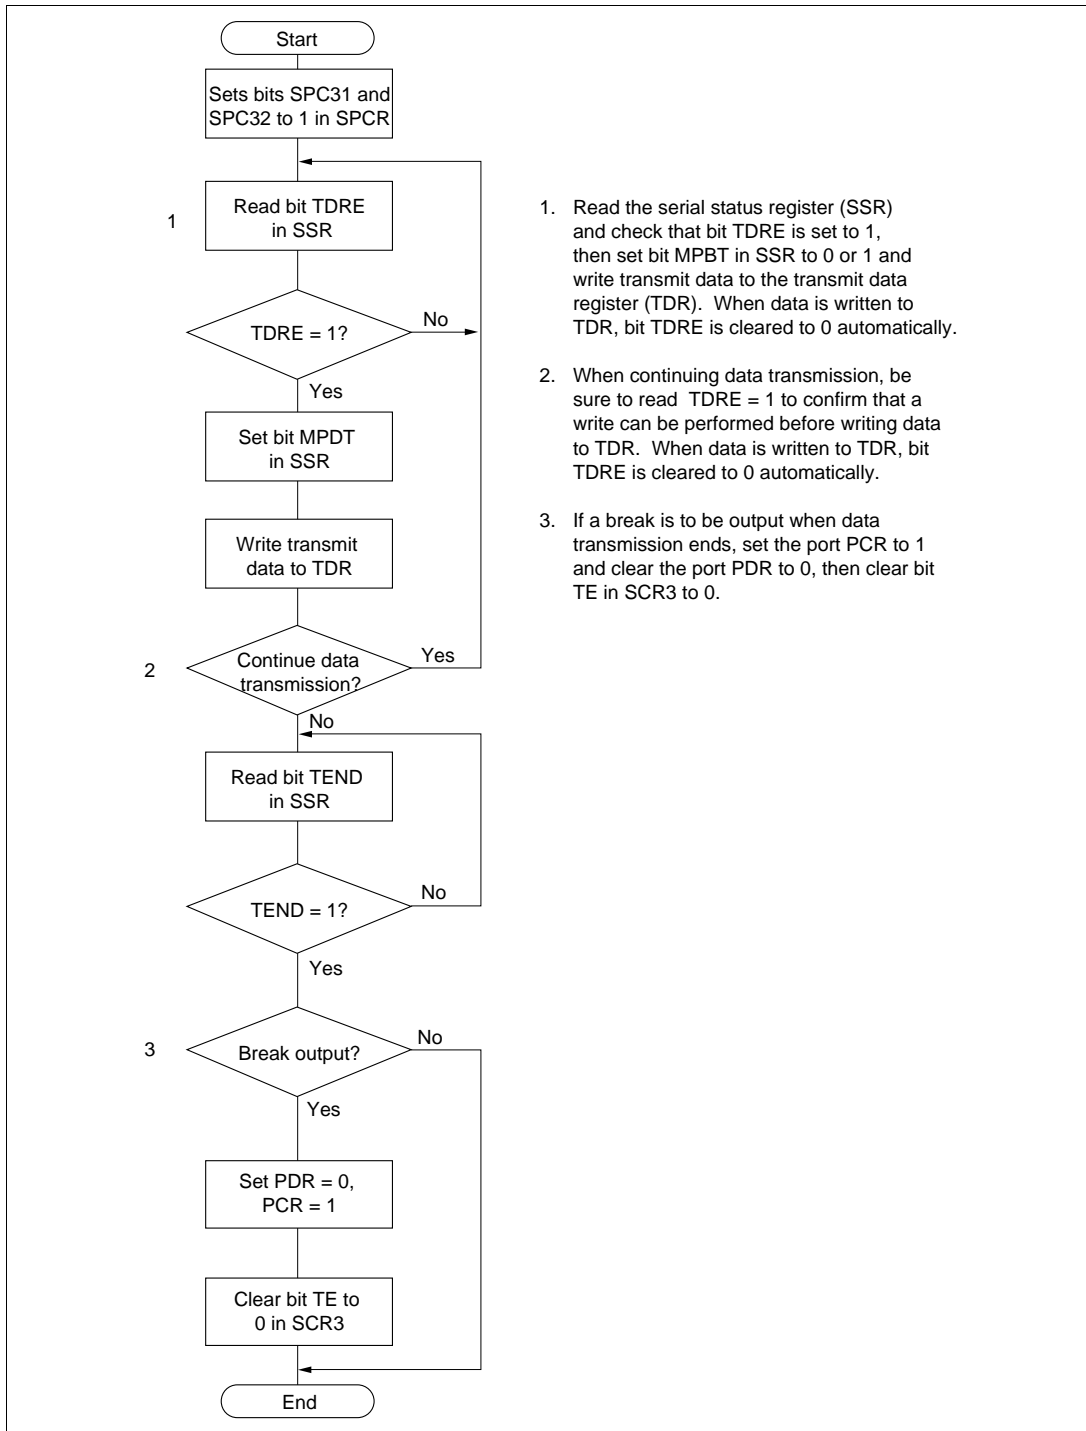 Start
Sets bits SPC31 and
SPC32 to 1 in SPCR
1
Read bit TDRE
in SSR
TDRE = 1?
No
Yes
Set bit MPDT
in SSR
Write transmit
data to TDR
2
Continue data
transmission?
Yes
No
Read bit TEND
in SSR
TEND = 1?
No
Yes
3
Break output?
No
Yes
Set PDR = 0,
PCR = 1
Clear bit TE to
0 in SCR3
End
1. Read the serial status register (SSR)
and check that bit TDRE is set to 1,
then set bit MPBT in SSR to 0 or 1 and
write transmit data to the transmit data
register (TDR). When data is written to
TDR, bit TDRE is cleared to 0 automatically.
2. When continuing data transmission, be
sure to read TDRE = 1 to confirm that a
write can be performed before writing data
to TDR. When data is written to TDR, bit
TDRE is cleared to 0 automatically.
3. If a break is to be output when data
transmission ends, set the port PCR to 1
and clear the port PDR to 0, then clear bit
TE in SCR3 to 0.